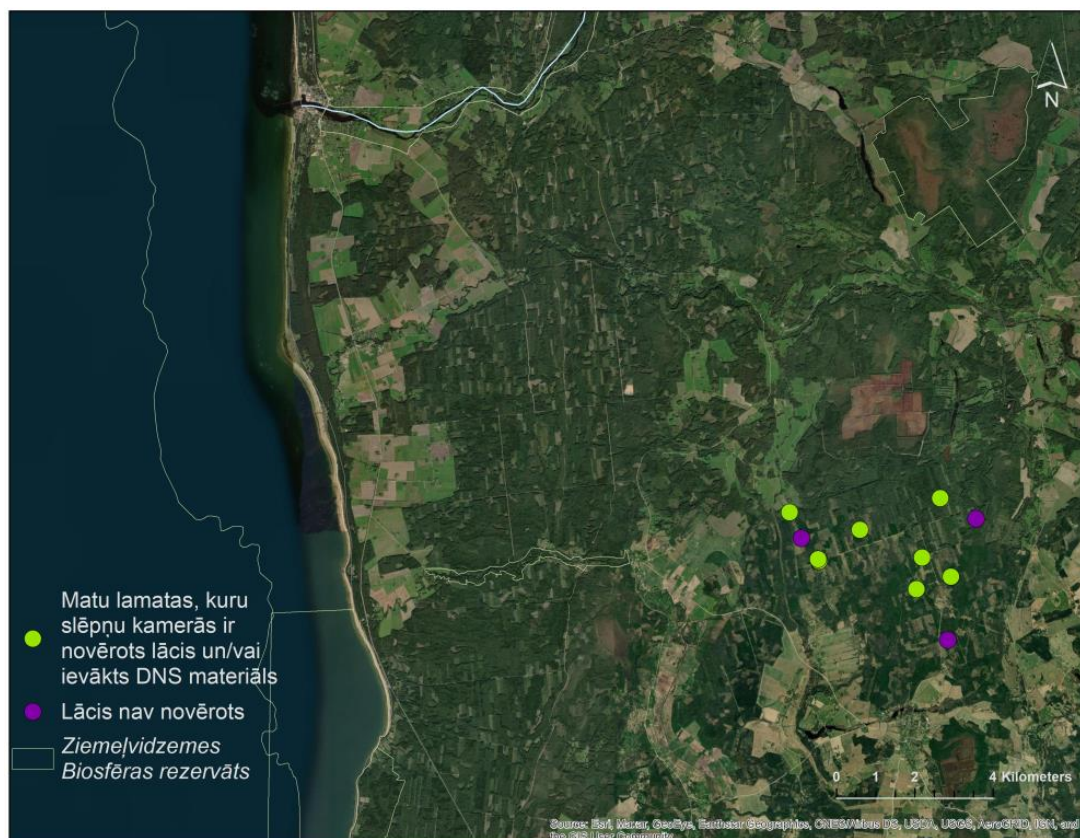 N
Matu lamatas, kuru
slēpņu kamerās ir
novērots lācis un/vai
ievākts DNS materiāls
Lācis nav novērots
Ziemeļvidzemes
Biosfēras rezervāts
0 1 2 4 Kilometers
Source: Esri, Maxar, GeoEye, Earthstar Geographics, CNES/Airbus DS, USDA, USGS, AeroGRID, IGN, and
the GIS User Community